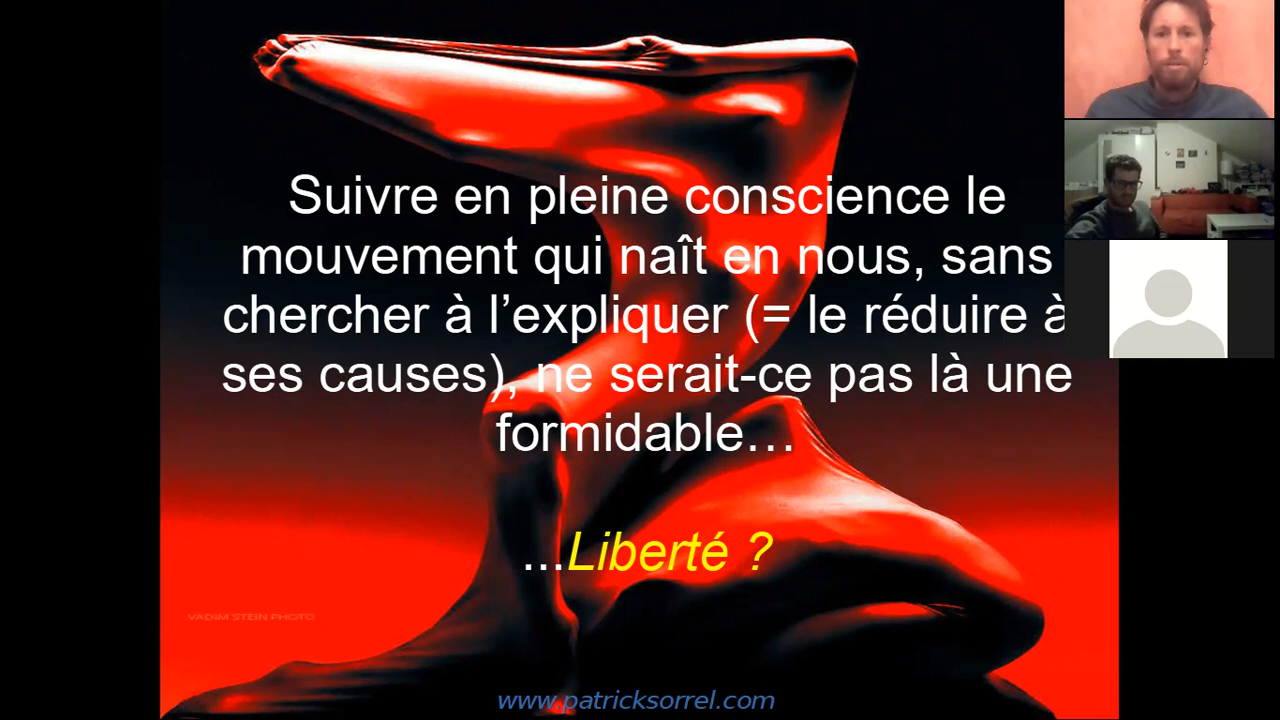 Suivre en pleine conscience le
mouvement qui naît en nous, sans
chercher à l’expliquer (= le réduire à
ses causes), ne serait-ce pas là une
formidable…
...Liberté ?
VADIM STEIN PHOTO
www.patricksorrel.com